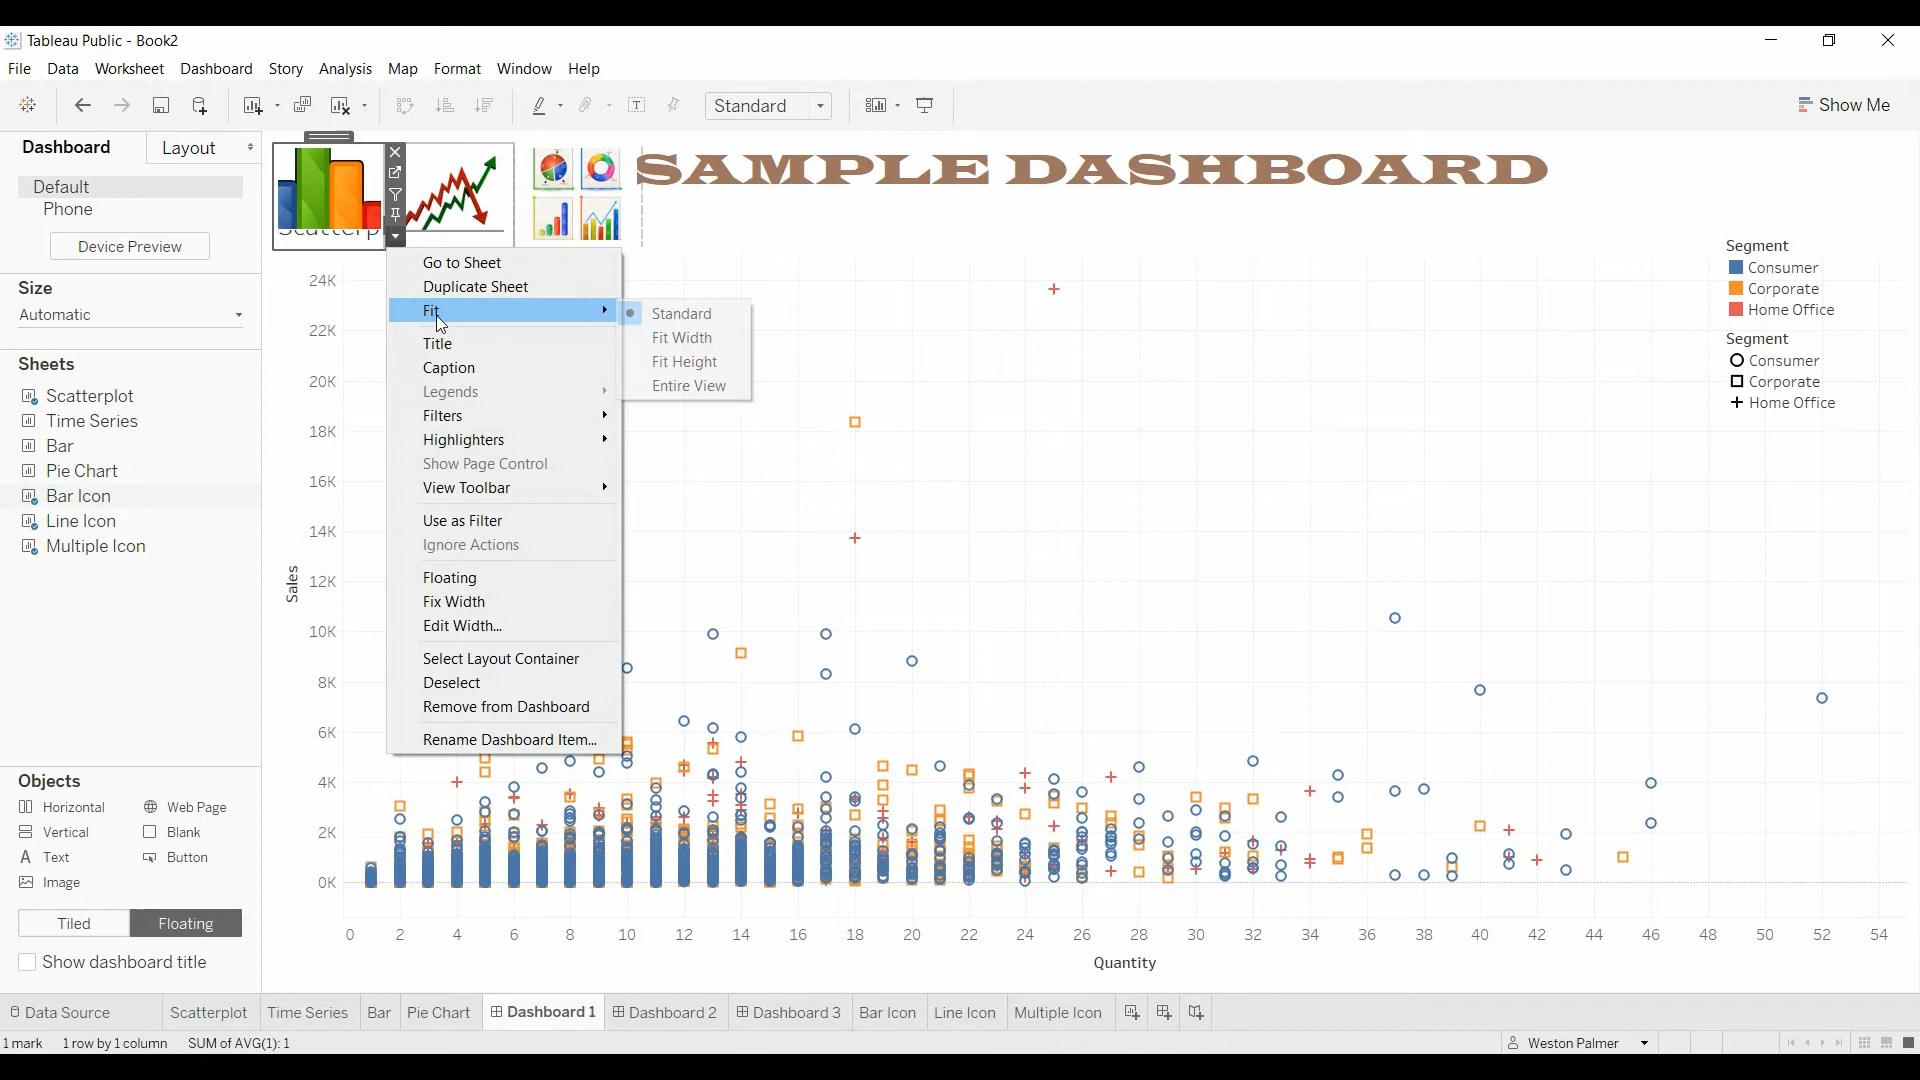 Tableau Public - Book2
File Data Worksheet Dashboard Story Analysis Map Format Window Help
Standard
Show Me
Dashboard Layout
Default
Phone
Device Preview
Size
Automatic
Sheets
Scatterplot
Time Series
Bar
Pie Chart
Bar Icon
Line Icon
Multiple Icon
Objects
Horizontal Web Page
Vertical Blank
Text Button
Image
Tiled Floating
Show dashboard title
SAMPLE DASHBOARD
Go to Sheet
Duplicate Sheet
Fit
Title
Caption
Legends
Filters
Highlighters
Show Page Control
View Toolbar
Use as Filter
Ignore Actions
Floating
Fix Width
Edit Width...
Select Layout Container
Deselect
Remove from Dashboard
Rename Dashboard Item...
Standard
Fit Width
Fit Height
Entire View
Segment
Consumer
Corporate
Home Office
Segment
Consumer
Corporate
Home Office
Sales
24K
22K
20K
18K
16K
14K
12K
10K
8K
6K
4K
2K
0K
0 2 4 6 8 10 12 14 16 18 20 22 24 26 28 30 32 34 36 38 40 42 44 46 48 50 52 54
Quantity
Data Source Scatterplot Time Series Bar Pie Chart Dashboard 1 Dashboard 2 Dashboard 3 Bar Icon Line Icon Multiple Icon
1 mark 1 row by 1 column SUM of AVG(1): 1 Weston Palmer